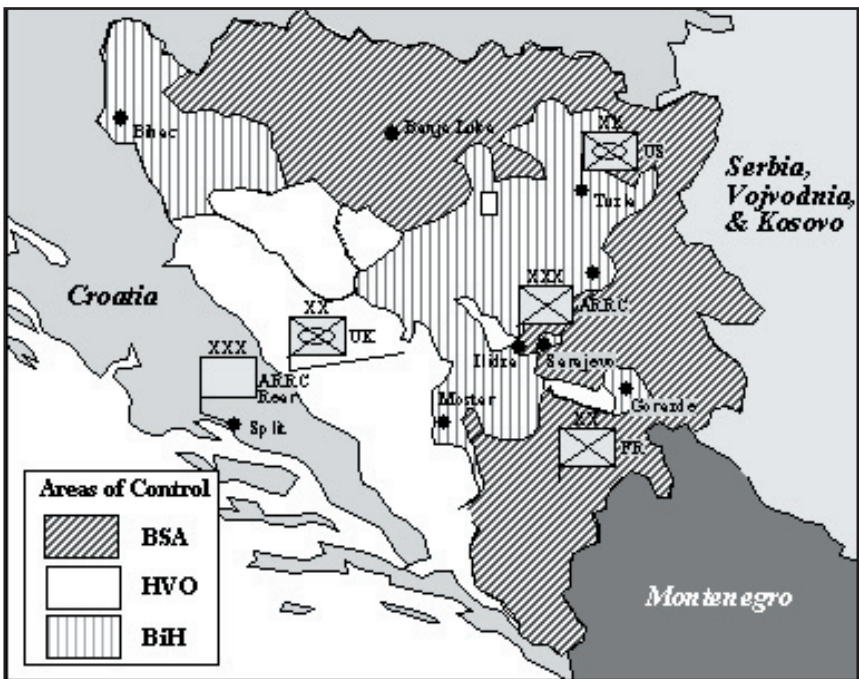 Bihac
Banja Luka
XX
US
Tuzla
Serbia,
Vojvodnia,
& Kosovo
Croatia
XXX
ARRC
XX
UK
XXX
ARRC
Rear
Ilidza
Sarajevo
Mostar
Gorazde
Split
XX
FR
Areas of Control
BSA
HVO
BiH
Montenegro